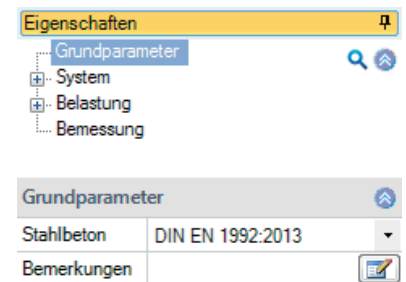 Eigenschaften
Grundparameter
System
Belastung
Bemessung
Grundparameter
Stahlbeton DIN EN 1992:2013
Bemerkungen